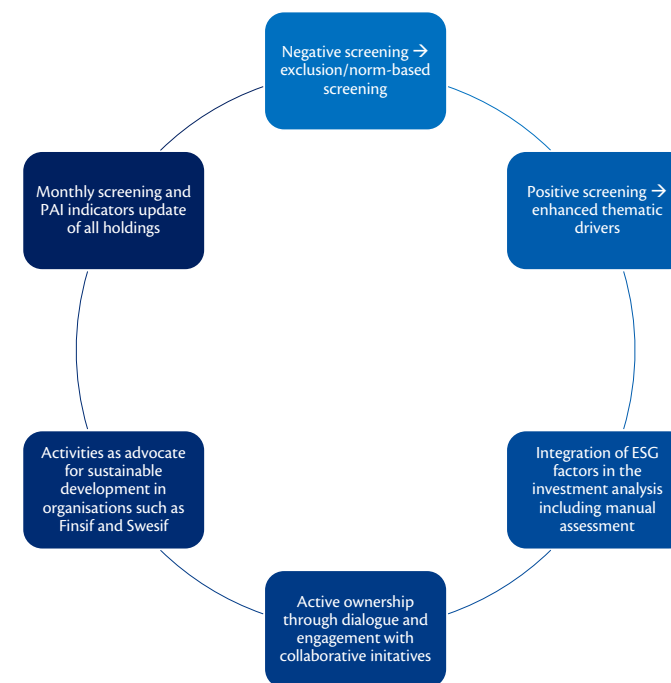 Negative screening →
exclusion/norm-based
screening
Positive screening →
enhanced thematic
drivers
Integration of ESG
factors in the
investment analysis
including manual
assessment
Active ownership
through dialogue and
engagement with
collaborative initatives
Activities as advocate
for sustainable
development in
organisations such as
Finsif and Swesif
Monthly screening and
PAI indicators update
of all holdings